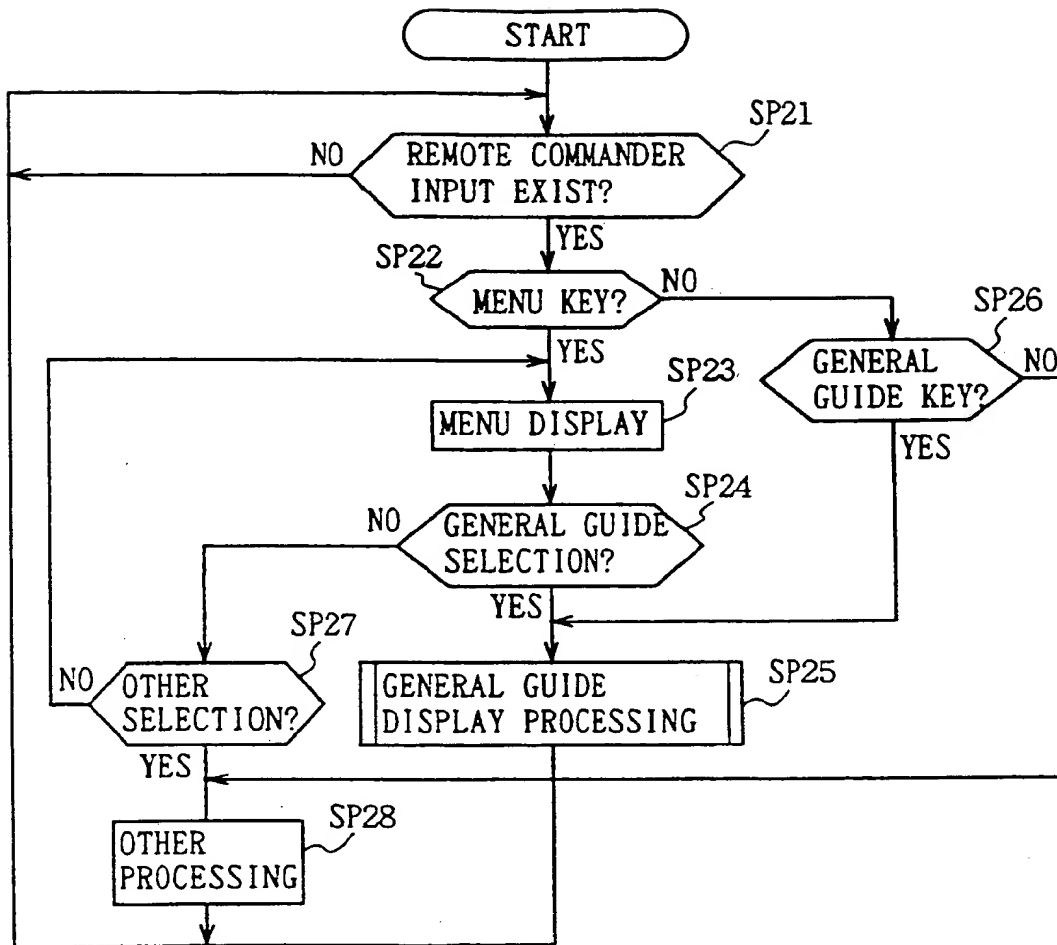 START
SP21
NO
REMOTE COMMANDER
INPUT EXIST?
YES
SP22
MENU KEY?
NO
SP26
YES
GENERAL
GUIDE KEY?
NO
SP23
MENU DISPLAY
YES
SP24
NO
GENERAL GUIDE
SELECTION?
YES
SP27
NO
OTHER
SELECTION?
GENERAL GUIDE
DISPLAY PROCESSING
SP25
YES
SP28
OTHER
PROCESSING